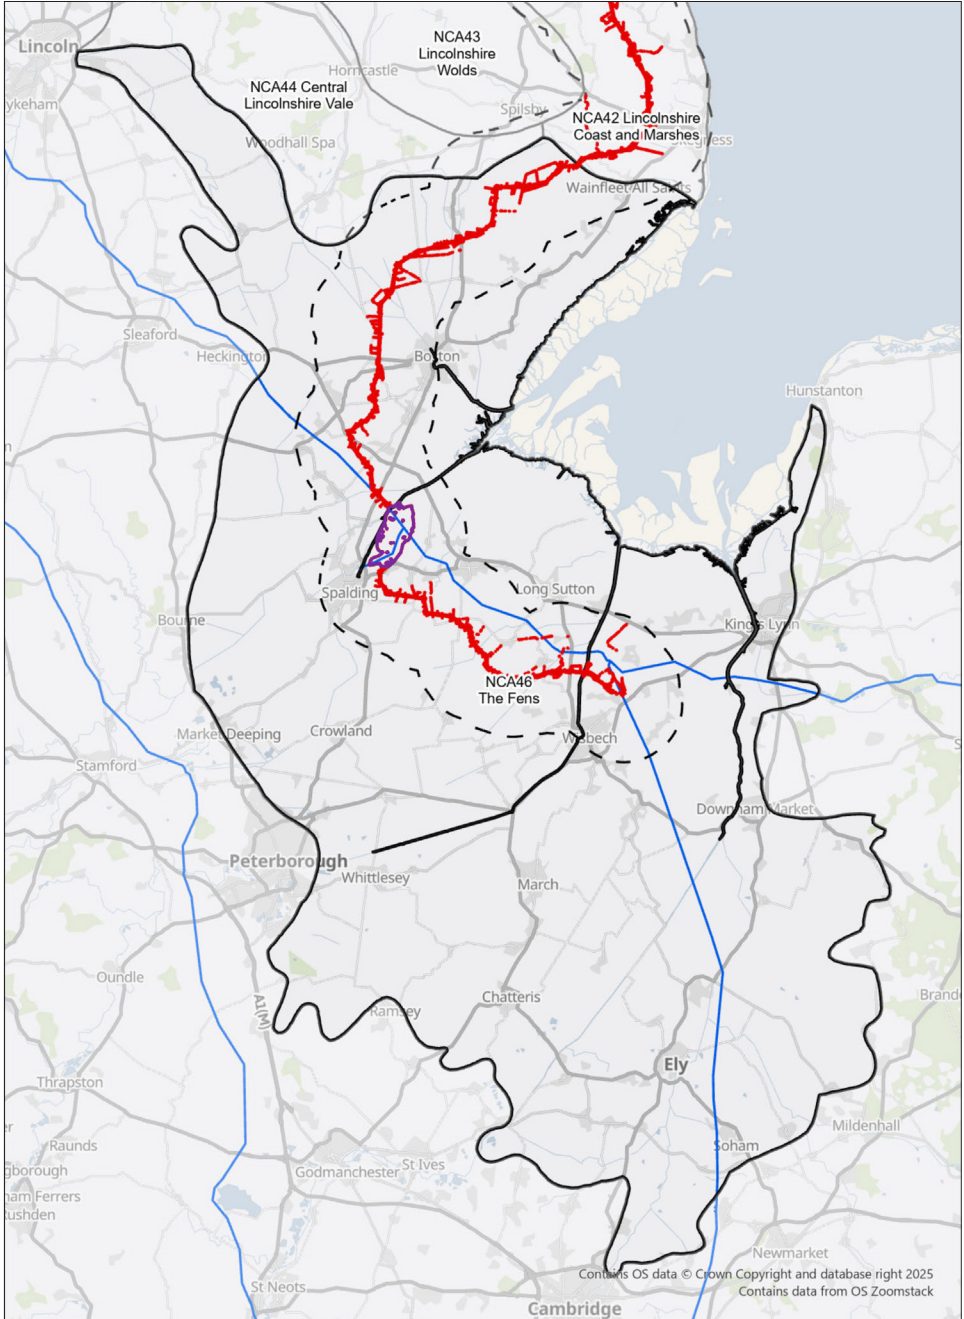 Lincoln
NCA43
Lincolnshire
Wolds
Horncastle
NCA44 Central
Lincolnshire Vale
ykeham
Spilsby
NCA42 Lincolnshire
Coast and Marshes
gness
Woodhall Spa
Wainfleet All Saints
Sleaford
Heckington
Boston
Hunstanton
Spalding
Long Sutton
Bourne
King's Lynn
NCA46
The Fens
Market Deeping
Crowland
Wisbech
Stamford
Downham Market
Peterborough
Whittlesey
March
Oundle
A1(M)
Chatteris
Ramsey
Brand
Ely
Thrapston
Mildenhall
er
Raunds
Soham
gborough
Godmanchester
St Ives
ham Ferrers
Rushden
Newmarket
Contains OS data © Crown Copyright and database right 2025
Contains data from OS Zoomstack
St Neots
Cambridge